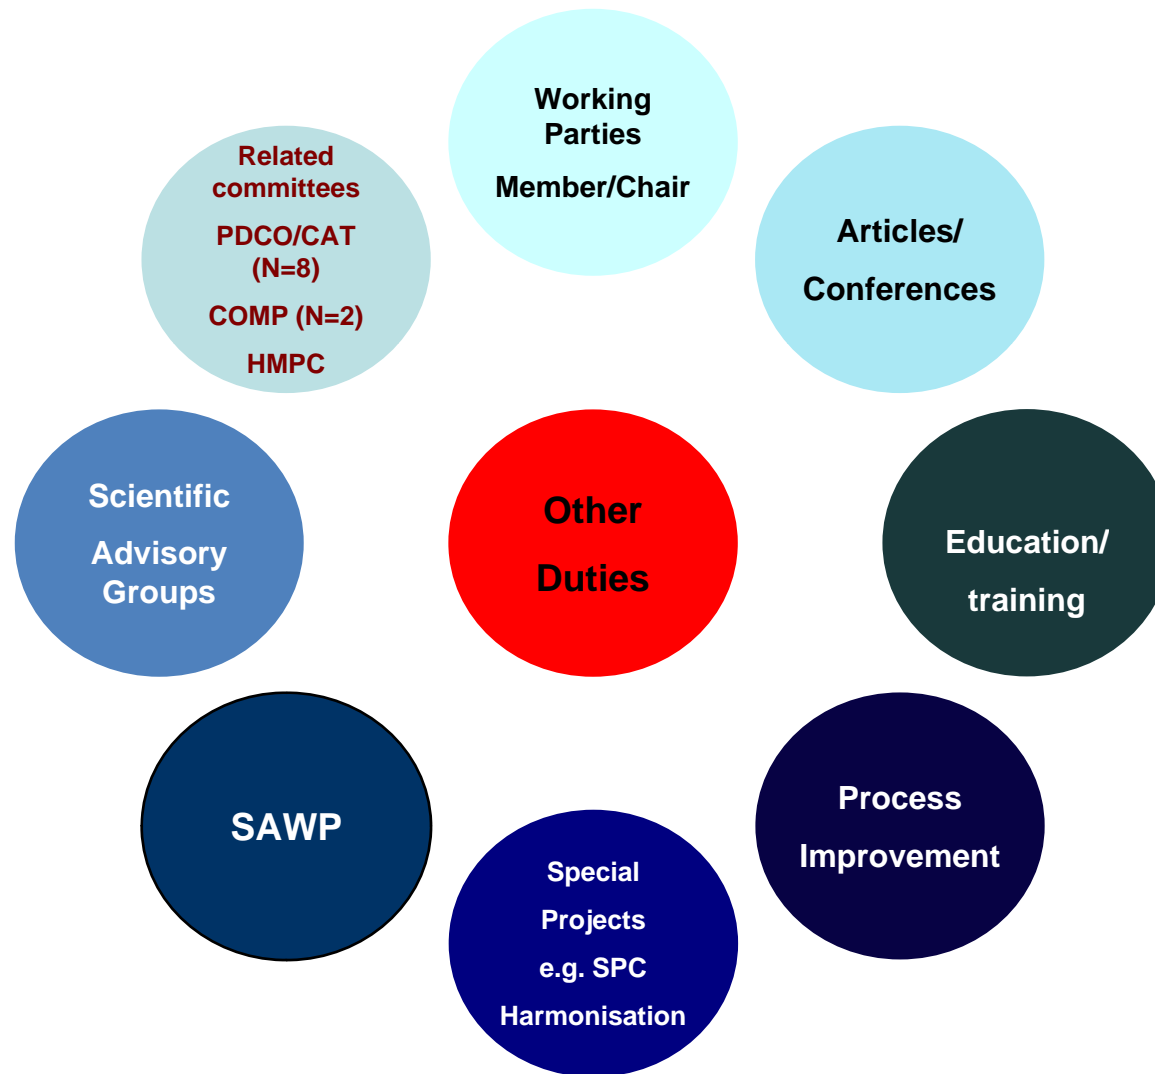 Working
Parties
Member/Chair
Related
committees
PDCO/CAT
(N=8)
COMP (N=2)
HMPC
Articles/
Conferences
Scientific
Advisory
Groups
Other
Duties
Education/
training
SAWP
Process
Improvement
Special
Projects
e.g. SPC
Harmonisation